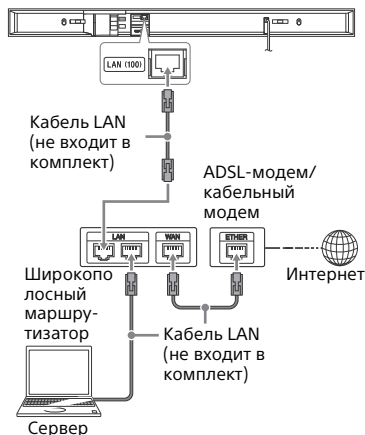 LAN (100)
Кабель LAN
(не входит в
комплект)
ADSL-модем/
кабельный
модем
LAN
WAN
ETHER
Широкопо
лосный
маршру-
тизатор
Интернет
Кабель LAN
(не входит в
комплект)
Сервер